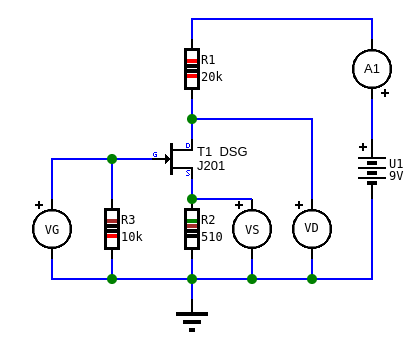 R1
20k
A1
+
D
T1 DSG
G
J201
S
+
U1
9V
+
VG
R3
10k
R2
510
+
VS
+
VD